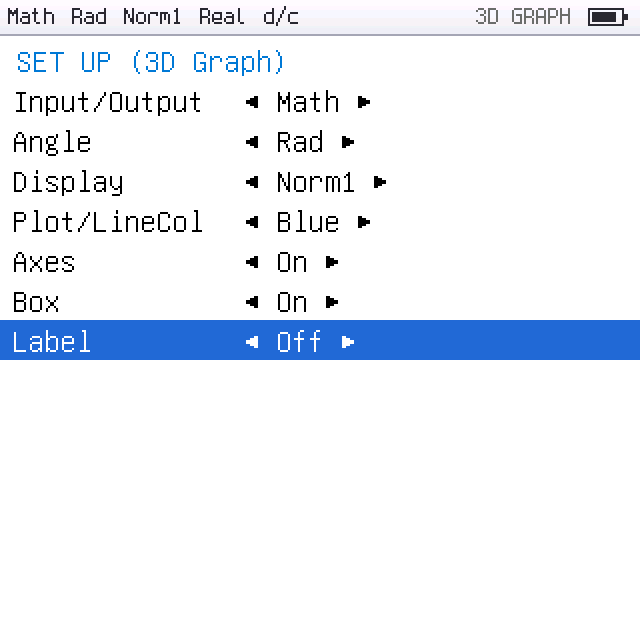 Math Rad Norm1 Real d/c 3D GRAPH
SET UP (3D Graph)
Input/Output ◄ Math ►
Angle ◄ Rad ►
Display ◄ Norm1 ►
Plot/LineCol ◄ Blue ►
Axes ◄ On ►
Box ◄ On ►
Label ◄ Off ►